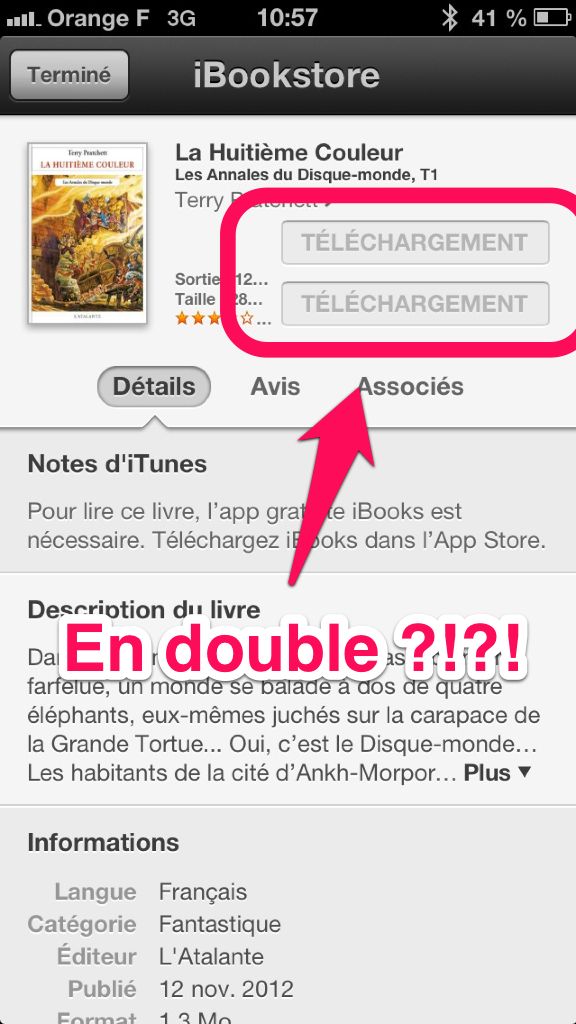 Orange F 3G 10:57 41 %
Terminé
iBookstore
Terry Pratchett
LA HUITIÈME COULEUR
Les Annales du Disque-monde
L'ATALANTE
La Huitième Couleur
Les Annales du Disque-monde, T1
Terry Pratchett
TÉLÉCHARGEMENT
Sortie 12...
Taille 28...
...
TÉLÉCHARGEMENT
Détails Avis Associés
Notes d'iTunes
Pour lire ce livre, l'app gratuite iBooks est
nécessaire. Téléchargez iBooks dans l'App Store.
Description du livre
En double ?!?!
farfelue, un monde se balade à dos de quatre
éléphants, eux-mêmes juchés sur la carapace de
la Grande Tortue... Oui, c'est le Disque-monde...
Les habitants de la cité d'Ankh-Morpor... Plus ▼
Informations
Langue Français
Catégorie Fantastique
Éditeur L'Atalante
Publié 12 nov. 2012
Format 1,3 Mo